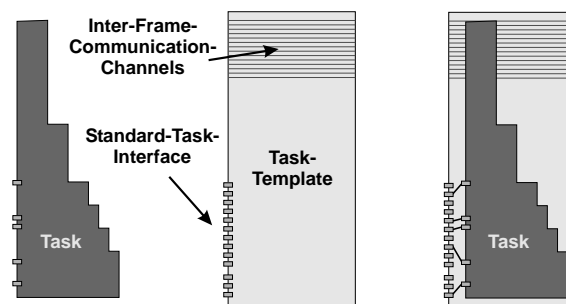 Inter-Frame-
Communication-
Channels
Standard-Task-
Interface
Task-
Template
Task
Task